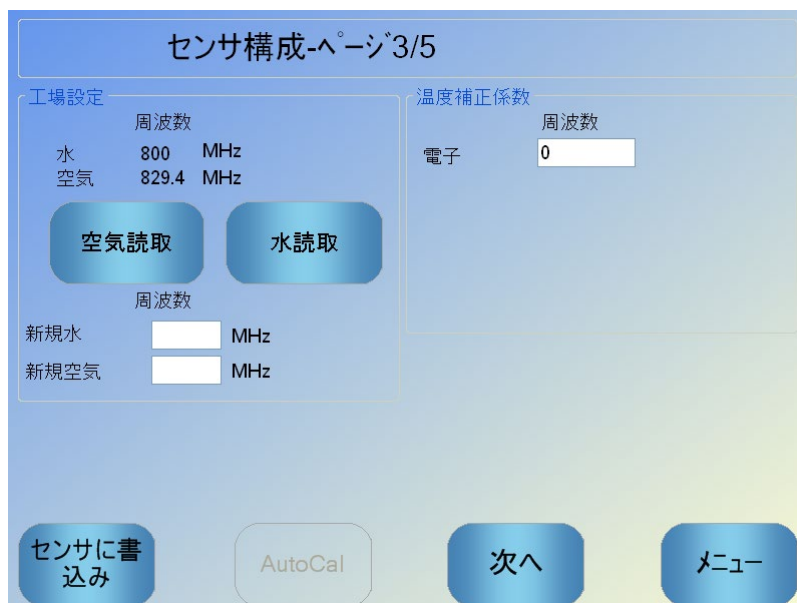 センサ構成-ページ3/5
工場設定
周波数
水 800 MHz
空気 829.4 MHz
空気読取 水読取
周波数
新規水 MHz
新規空気 MHz
温度補正係数
周波数
電子 0
センサに書
込み
AutoCal
次へ
メニュー